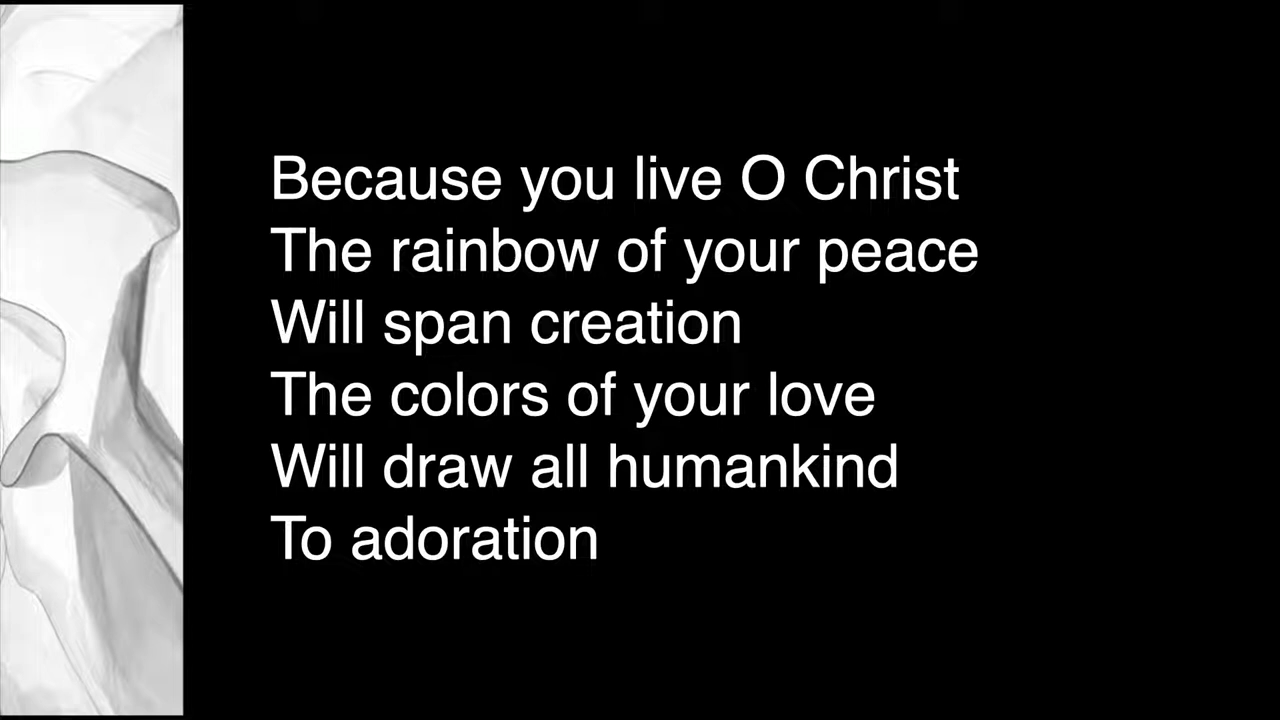 Because you live O Christ
The rainbow of your peace
Will span creation
The colors of your love
Will draw all humankind
To adoration